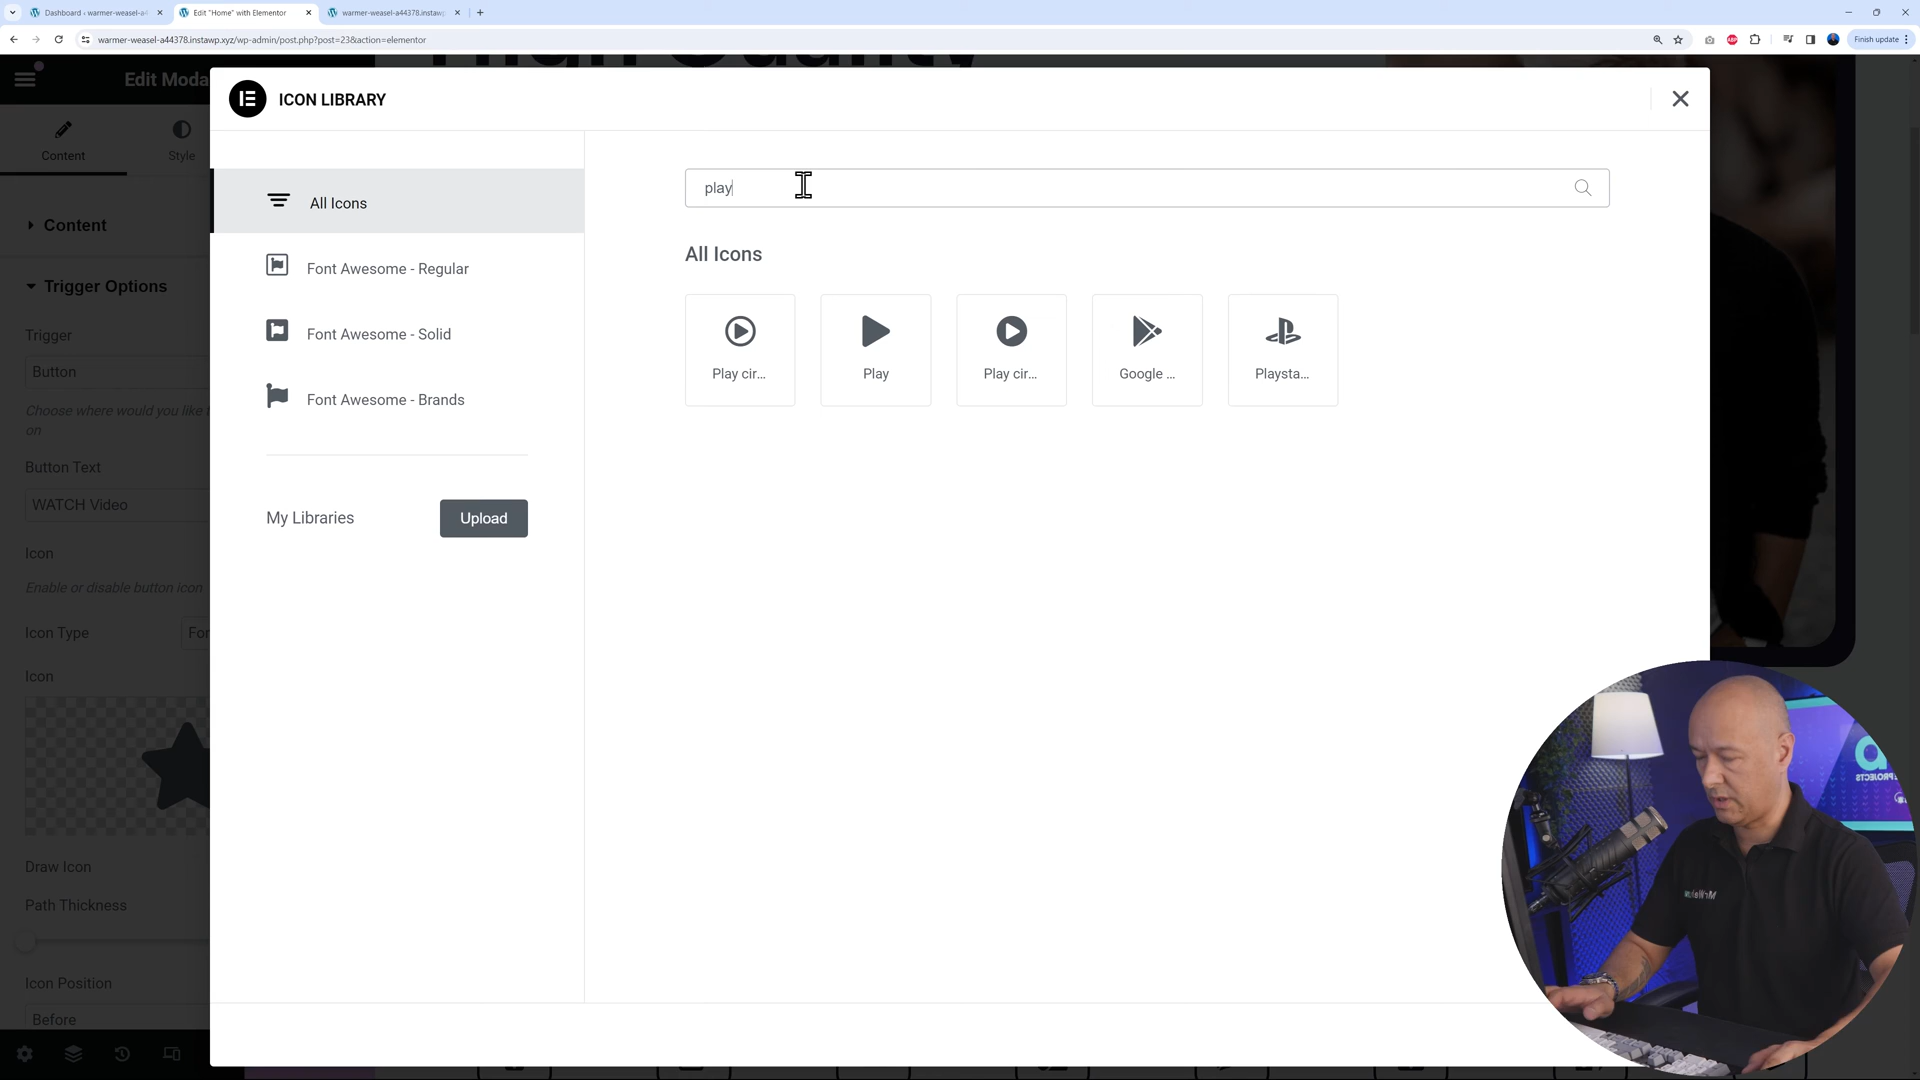 Dashboard ‹ warmer-weasel-a4
Edit "Home" with Elementor
warmer-weasel-a44378.instawp
warmer-weasel-a44378.instawp.xyz/wp-admin/post.php?post=23&action=elementor
Finish update
Edit Moda
Content
Style
Content
Trigger Options
Trigger
Button
Choose where would you like t
on
Button Text
WATCH Video
Icon
Enable or disable button icon
Icon Type
For
Icon
Draw Icon
Path Thickness
Icon Position
Before
ICON LIBRARY
All Icons
Font Awesome - Regular
Font Awesome - Solid
Font Awesome - Brands
My Libraries
Upload
play
All Icons
Play cir...
Play
Play cir...
Google ...
Playsta...